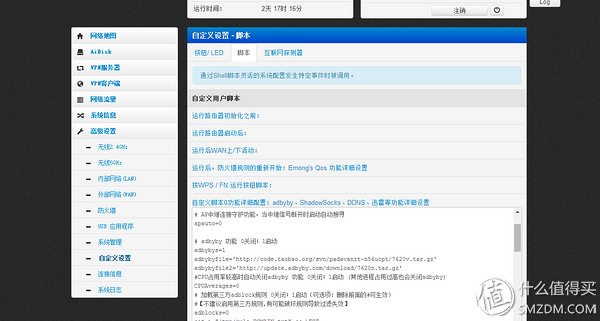 Log
运行时间: 2天 17时 16分
注销
网络地图
AiDisk
VPN服务器
VPN客户端
网络流量
系统信息
高级设置
无线2.4GHz
无线5GHz
内部网络(LAN)
外部网络(WAN)
防火墙
USB 应用程序
系统管理
自定义设置
连接信息
系统日志
自定义设置 - 脚本
按钮/ LED 脚本 互联网探测器
通过Shell脚本灵活的系统配置发生特定事件时被调用。
自定义用户脚本
运行路由器初始化之前:
运行路由器启动后:
运行后WAN上/下活动:
运行后，防火墙规则的重新开始: Emong's Qos 功能详细设置
按WPS / FN 运行按钮脚本:
自定义脚本0功能详细配置: adbyby、ShadowSocks、DDNS、迅雷等功能详细设置
# AP中继连接守护功能，当中继信号断开时启动自动搜寻
apauto=0
# adbyby 功能 0关闭; 1启动
adbybys=1
adbybyfile='http://code.taobao.org/svn/padavanrt-n56uopt/7620v.tar.gz'
adbybyfile2='http://update.adbyby.com/download/7620n.tar.gz'
#CPU占用率较高时自动关闭adbyby 功能 0关闭; 1启动 (其他进程占用过高也会关闭adbyby)
CPUAverages=0
# 加载第三方adblock规则 0关闭; 1启动 (可选项: 删除前面的#可生效)
#【不建议启用第三方规则,有可能破坏规则导致过滤失效】
adblocks=0
值 什么值得买
SMZDM.COM